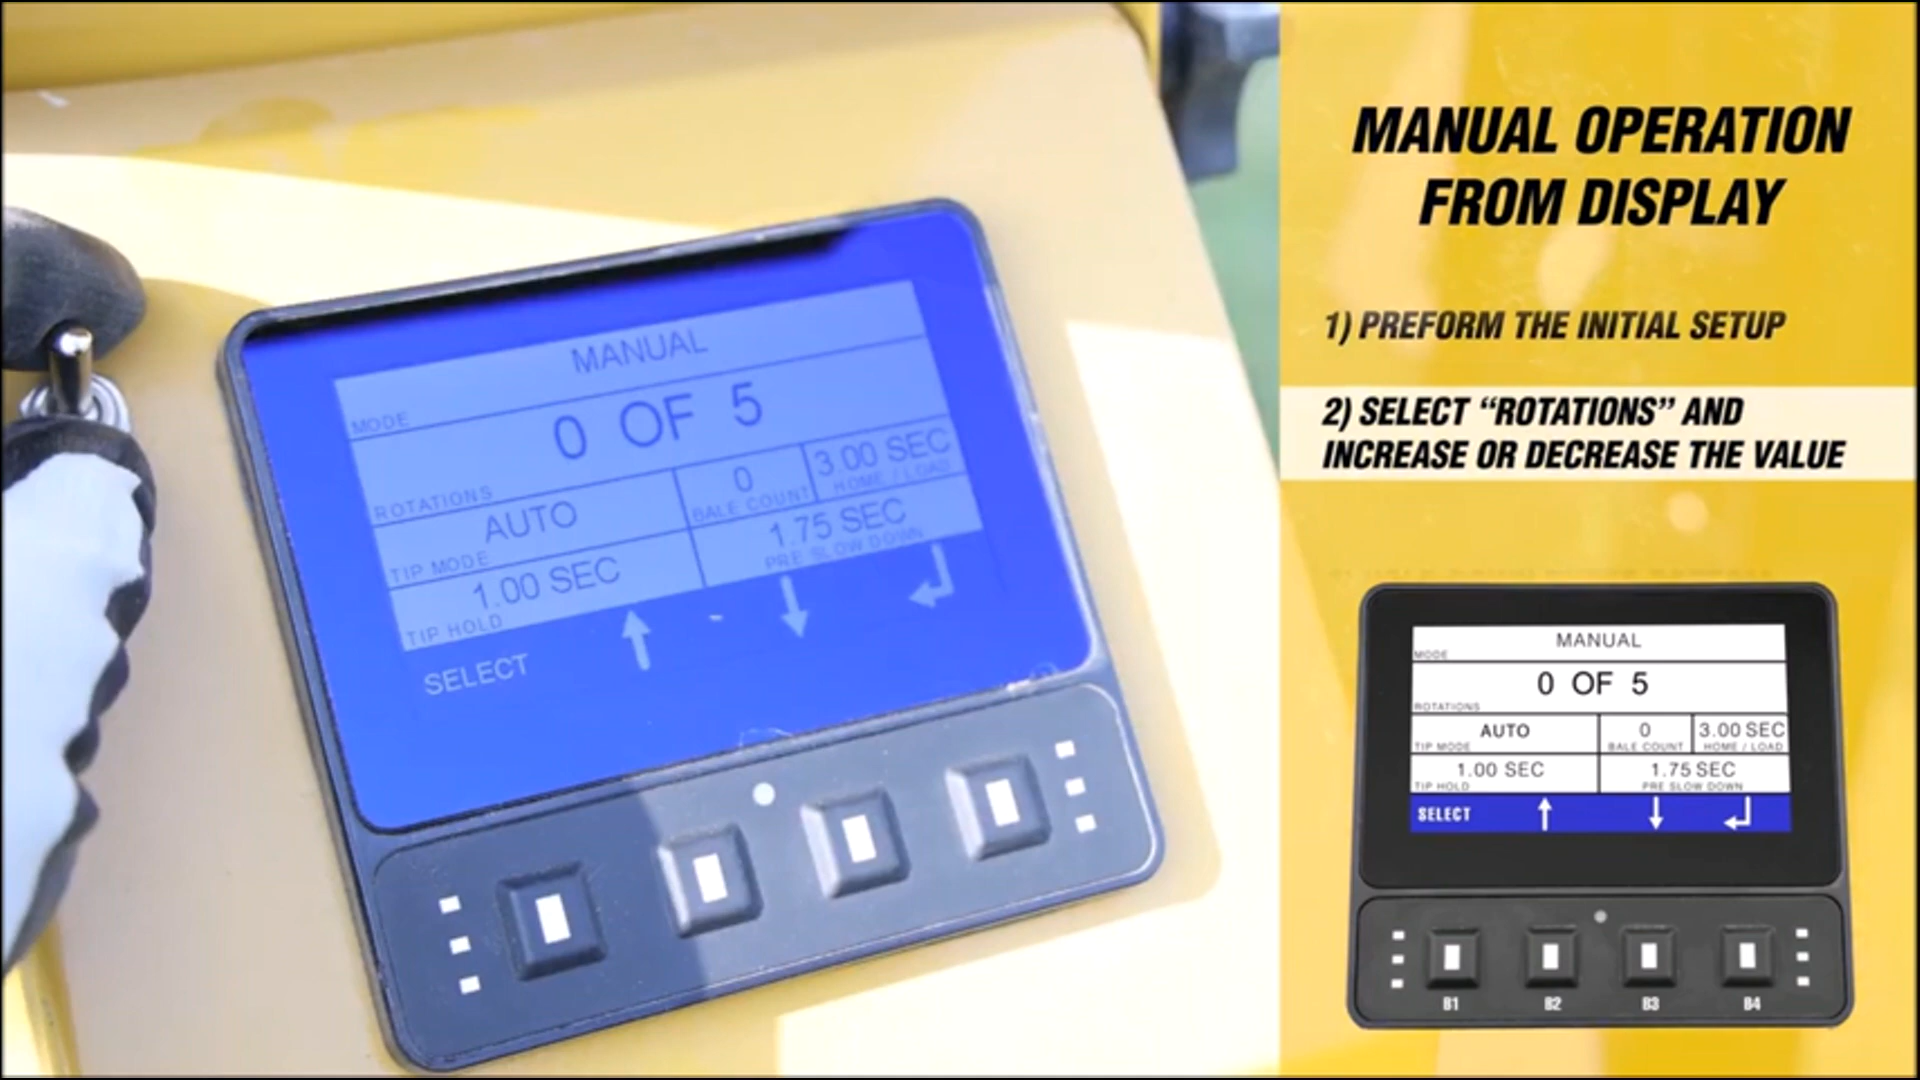 MANUAL
MODE
0 OF 5
ROTATIONS
AUTO
TIP MODE
0
BALE COUNT
3.00 SEC
HOME / LOAD
1.00 SEC
TIP HOLD
1.75 SEC
PRE SLOW DOWN
SELECT
MANUAL OPERATION
FROM DISPLAY
1) PREFORM THE INITIAL SETUP
2) SELECT “ROTATIONS” AND
INCREASE OR DECREASE THE VALUE
MANUAL
MODE
0 OF 5
ROTATIONS
AUTO
TIP MODE
0
BALE COUNT
3.00 SEC
HOME / LOAD
1.00 SEC
TIP HOLD
1.75 SEC
PRE SLOW DOWN
SELECT
B1 B2 B3 B4